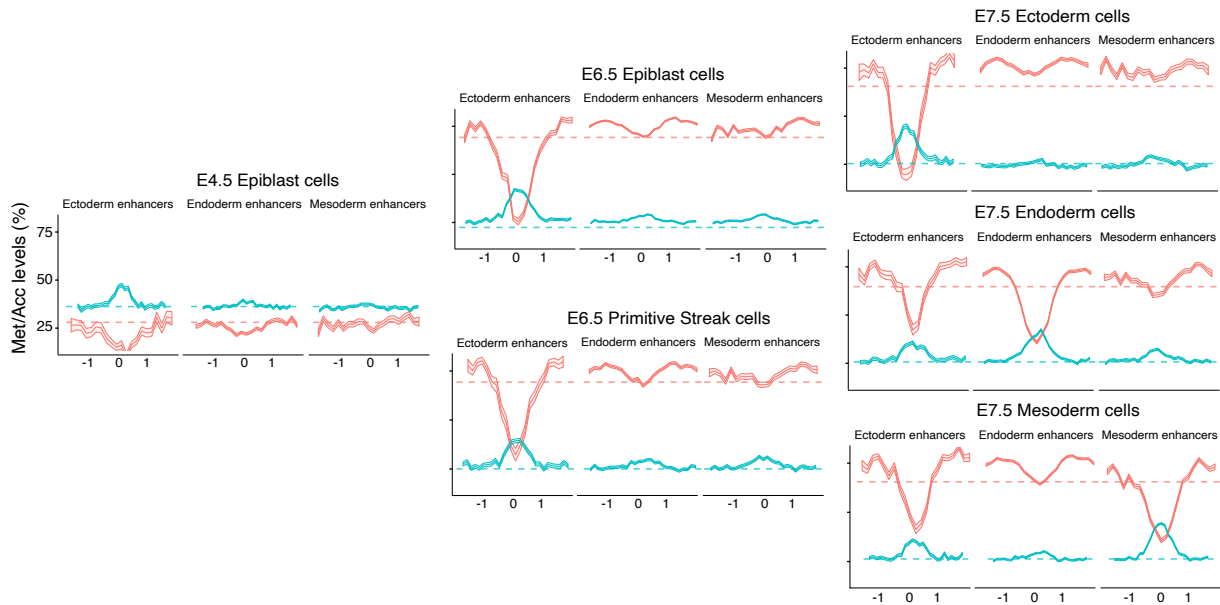 E4.5 Epiblast cells
Ectoderm enhancers Endoderm enhancers Mesoderm enhancers
Met/Acc levels (%)
75
50
25
-1 0 1 -1 0 1 -1 0 1
E6.5 Epiblast cells
Ectoderm enhancers Endoderm enhancers Mesoderm enhancers
-1 0 1 -1 0 1 -1 0 1
E6.5 Primitive Streak cells
Ectoderm enhancers Endoderm enhancers Mesoderm enhancers
-1 0 1 -1 0 1 -1 0 1
E7.5 Ectoderm cells
Ectoderm enhancers Endoderm enhancers Mesoderm enhancers
E7.5 Endoderm cells
Ectoderm enhancers Endoderm enhancers Mesoderm enhancers
E7.5 Mesoderm cells
Ectoderm enhancers Endoderm enhancers Mesoderm enhancers
-1 0 1 -1 0 1 -1 0 1